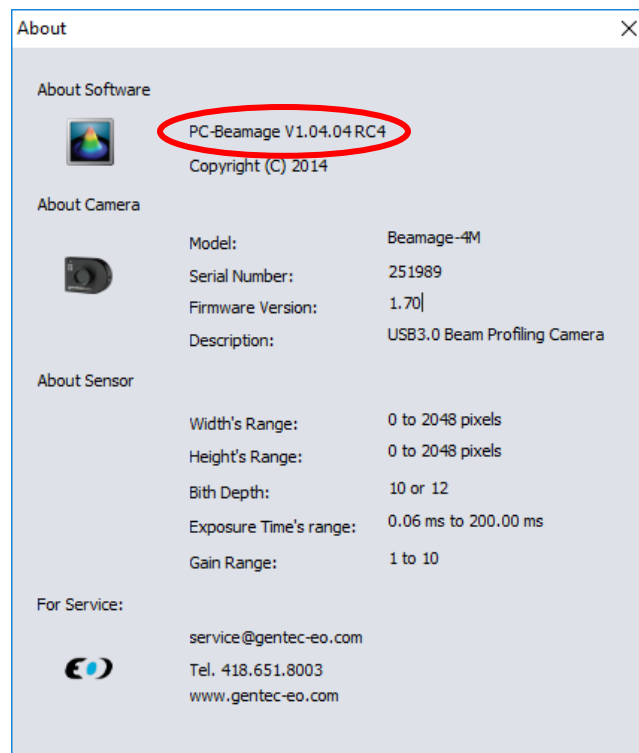 About
About Software
PC-Beamage V1.04.04 RC4
Copyright (C) 2014
About Camera
Model: Beamage-4M
Serial Number: 251989
Firmware Version: 1.70
Description: USB3.0 Beam Profiling Camera
About Sensor
Width's Range: 0 to 2048 pixels
Height's Range: 0 to 2048 pixels
Bith Depth: 10 or 12
Exposure Time's range: 0.06 ms to 200.00 ms
Gain Range: 1 to 10
For Service:
service@gentec-eo.com
Tel. 418.651.8003
www.gentec-eo.com